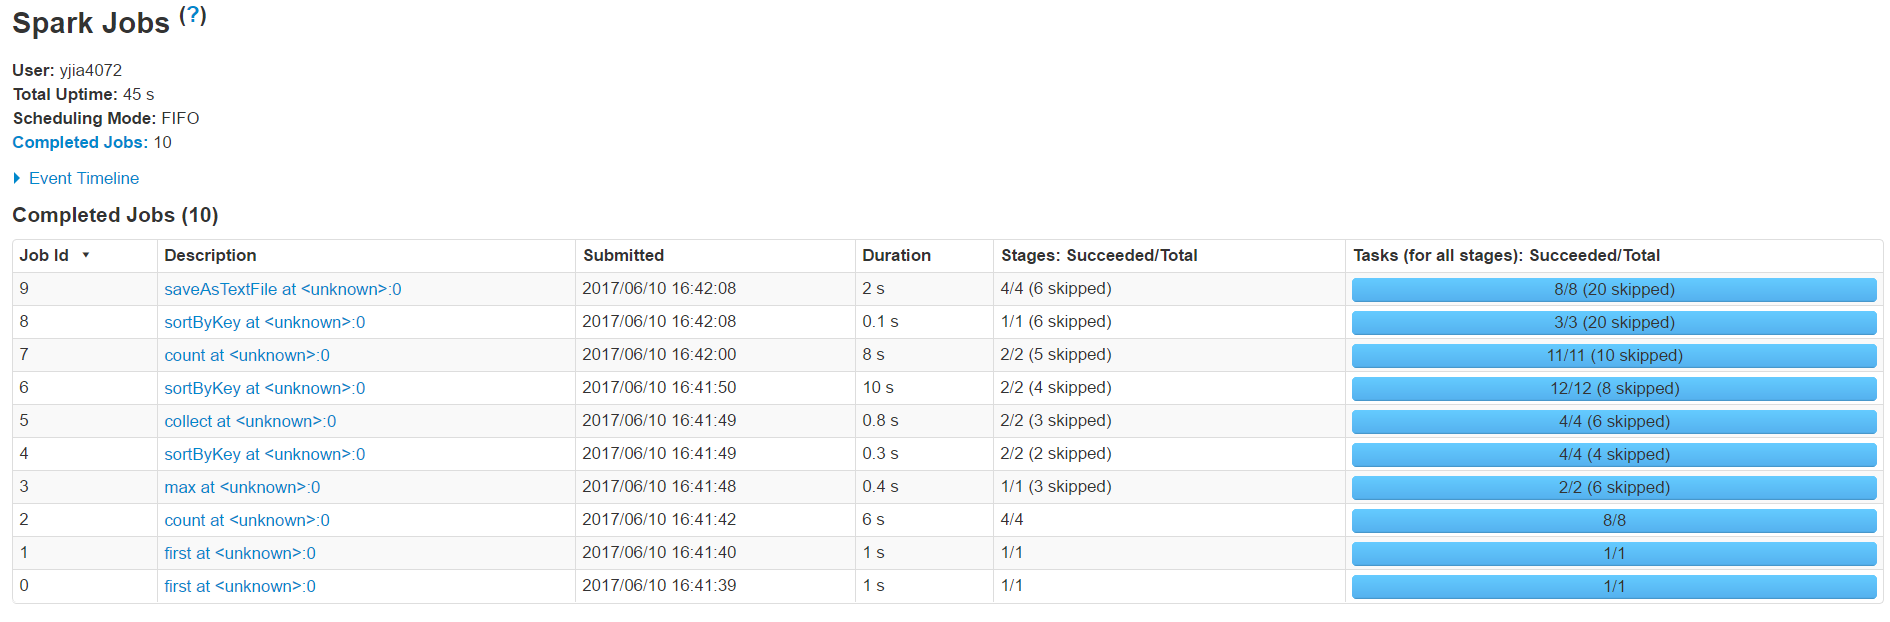 Spark Jobs (?)
User: yjia4072
Total Uptime: 45 s
Scheduling Mode: FIFO
Completed Jobs: 10
Event Timeline
Completed Jobs (10)
Job Id ▾ Description Submitted Duration Stages: Succeeded/Total Tasks (for all stages): Succeeded/Total
9 saveAsTextFile at <unknown>:0 2017/06/10 16:42:08 2 s 4/4 (6 skipped) 8/8 (20 skipped)
8 sortByKey at <unknown>:0 2017/06/10 16:42:08 0.1 s 1/1 (6 skipped) 3/3 (20 skipped)
7 count at <unknown>:0 2017/06/10 16:42:00 8 s 2/2 (5 skipped) 11/11 (10 skipped)
6 sortByKey at <unknown>:0 2017/06/10 16:41:50 10 s 2/2 (4 skipped) 12/12 (8 skipped)
5 collect at <unknown>:0 2017/06/10 16:41:49 0.8 s 2/2 (3 skipped) 4/4 (6 skipped)
4 sortByKey at <unknown>:0 2017/06/10 16:41:49 0.3 s 2/2 (2 skipped) 4/4 (4 skipped)
3 max at <unknown>:0 2017/06/10 16:41:48 0.4 s 1/1 (3 skipped) 2/2 (6 skipped)
2 count at <unknown>:0 2017/06/10 16:41:42 6 s 4/4 8/8
1 first at <unknown>:0 2017/06/10 16:41:40 1 s 1/1 1/1
0 first at <unknown>:0 2017/06/10 16:41:39 1 s 1/1 1/1